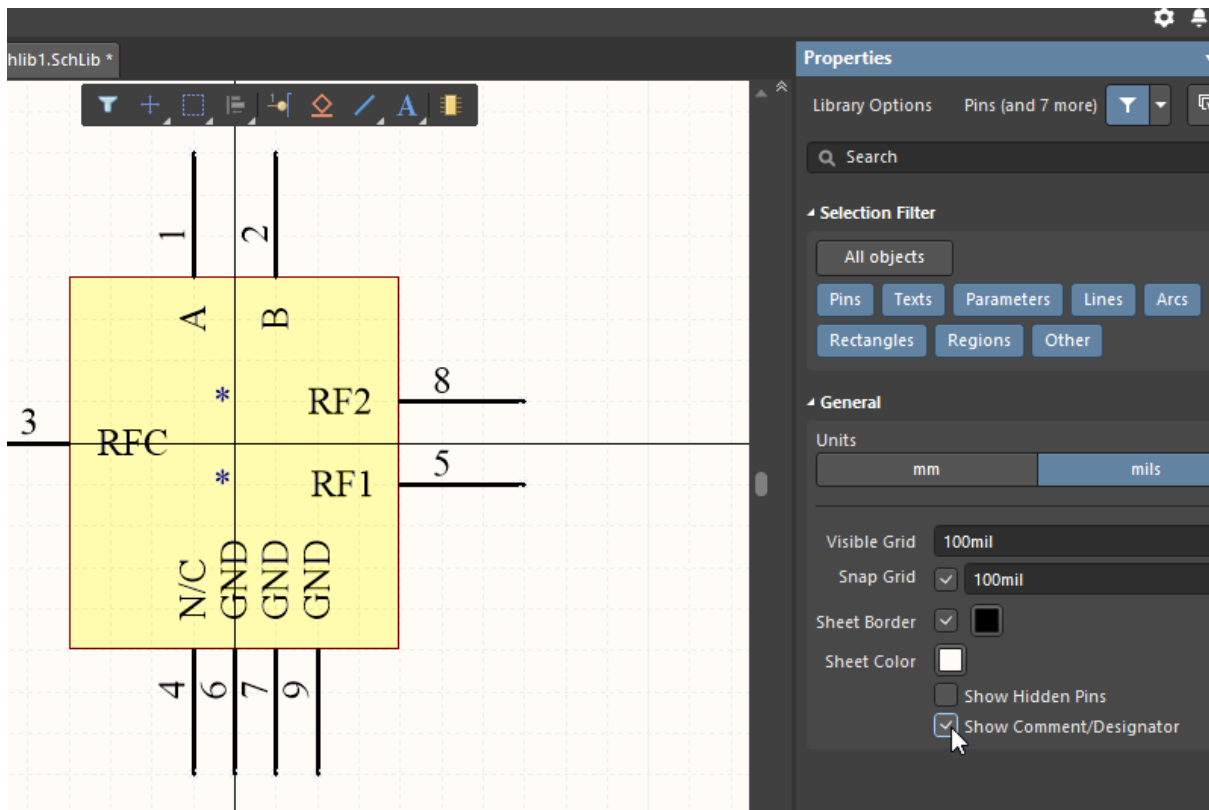 hlib1.SchLib *
Properties
Library Options Pins (and 7 more)
Search
Selection Filter
All objects
Pins Texts Parameters Lines Arcs
Rectangles Regions Other
General
Units
mm mils
Visible Grid 100mil
Snap Grid 100mil
Sheet Border
Sheet Color
Show Hidden Pins
Show Comment/Designator
A
1 2
A B
*
RF2 8
3 RFC
*
RF1 5
N/C GND GND GND
4 6 7 9